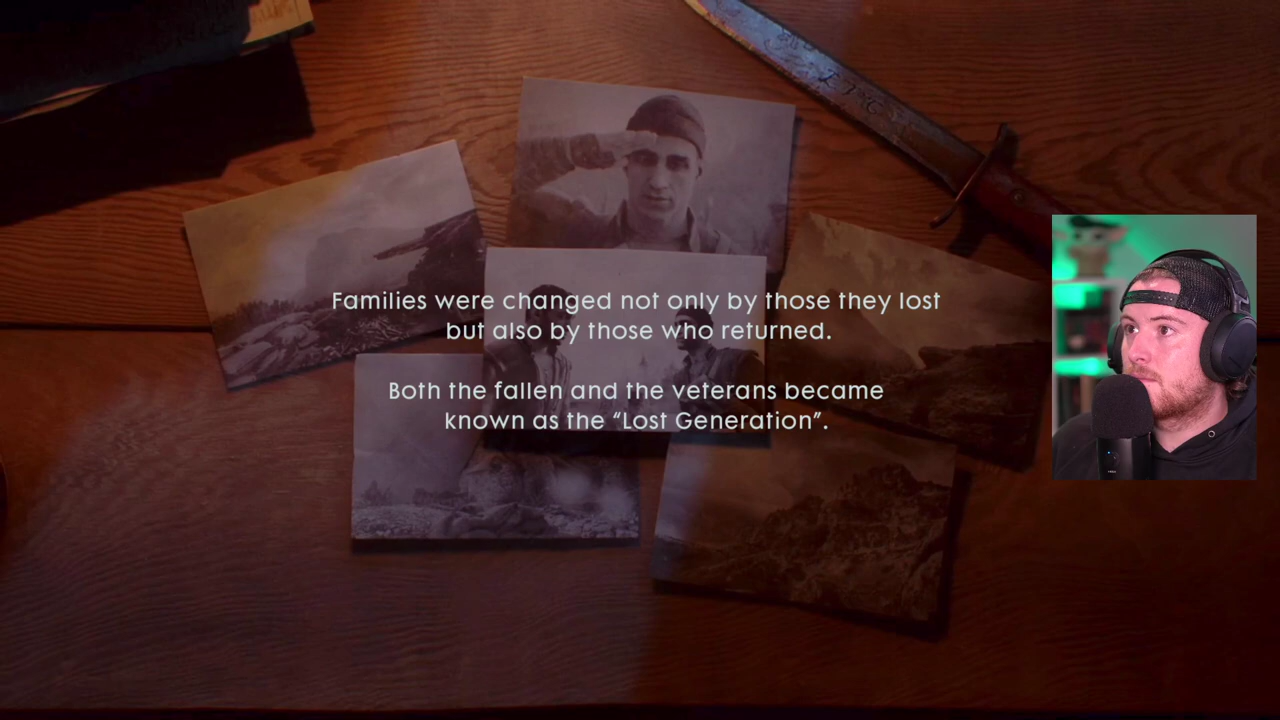 Families were changed not only by those they lost
but also by those who returned.
Both the fallen and the veterans became
known as the “Lost Generation”.